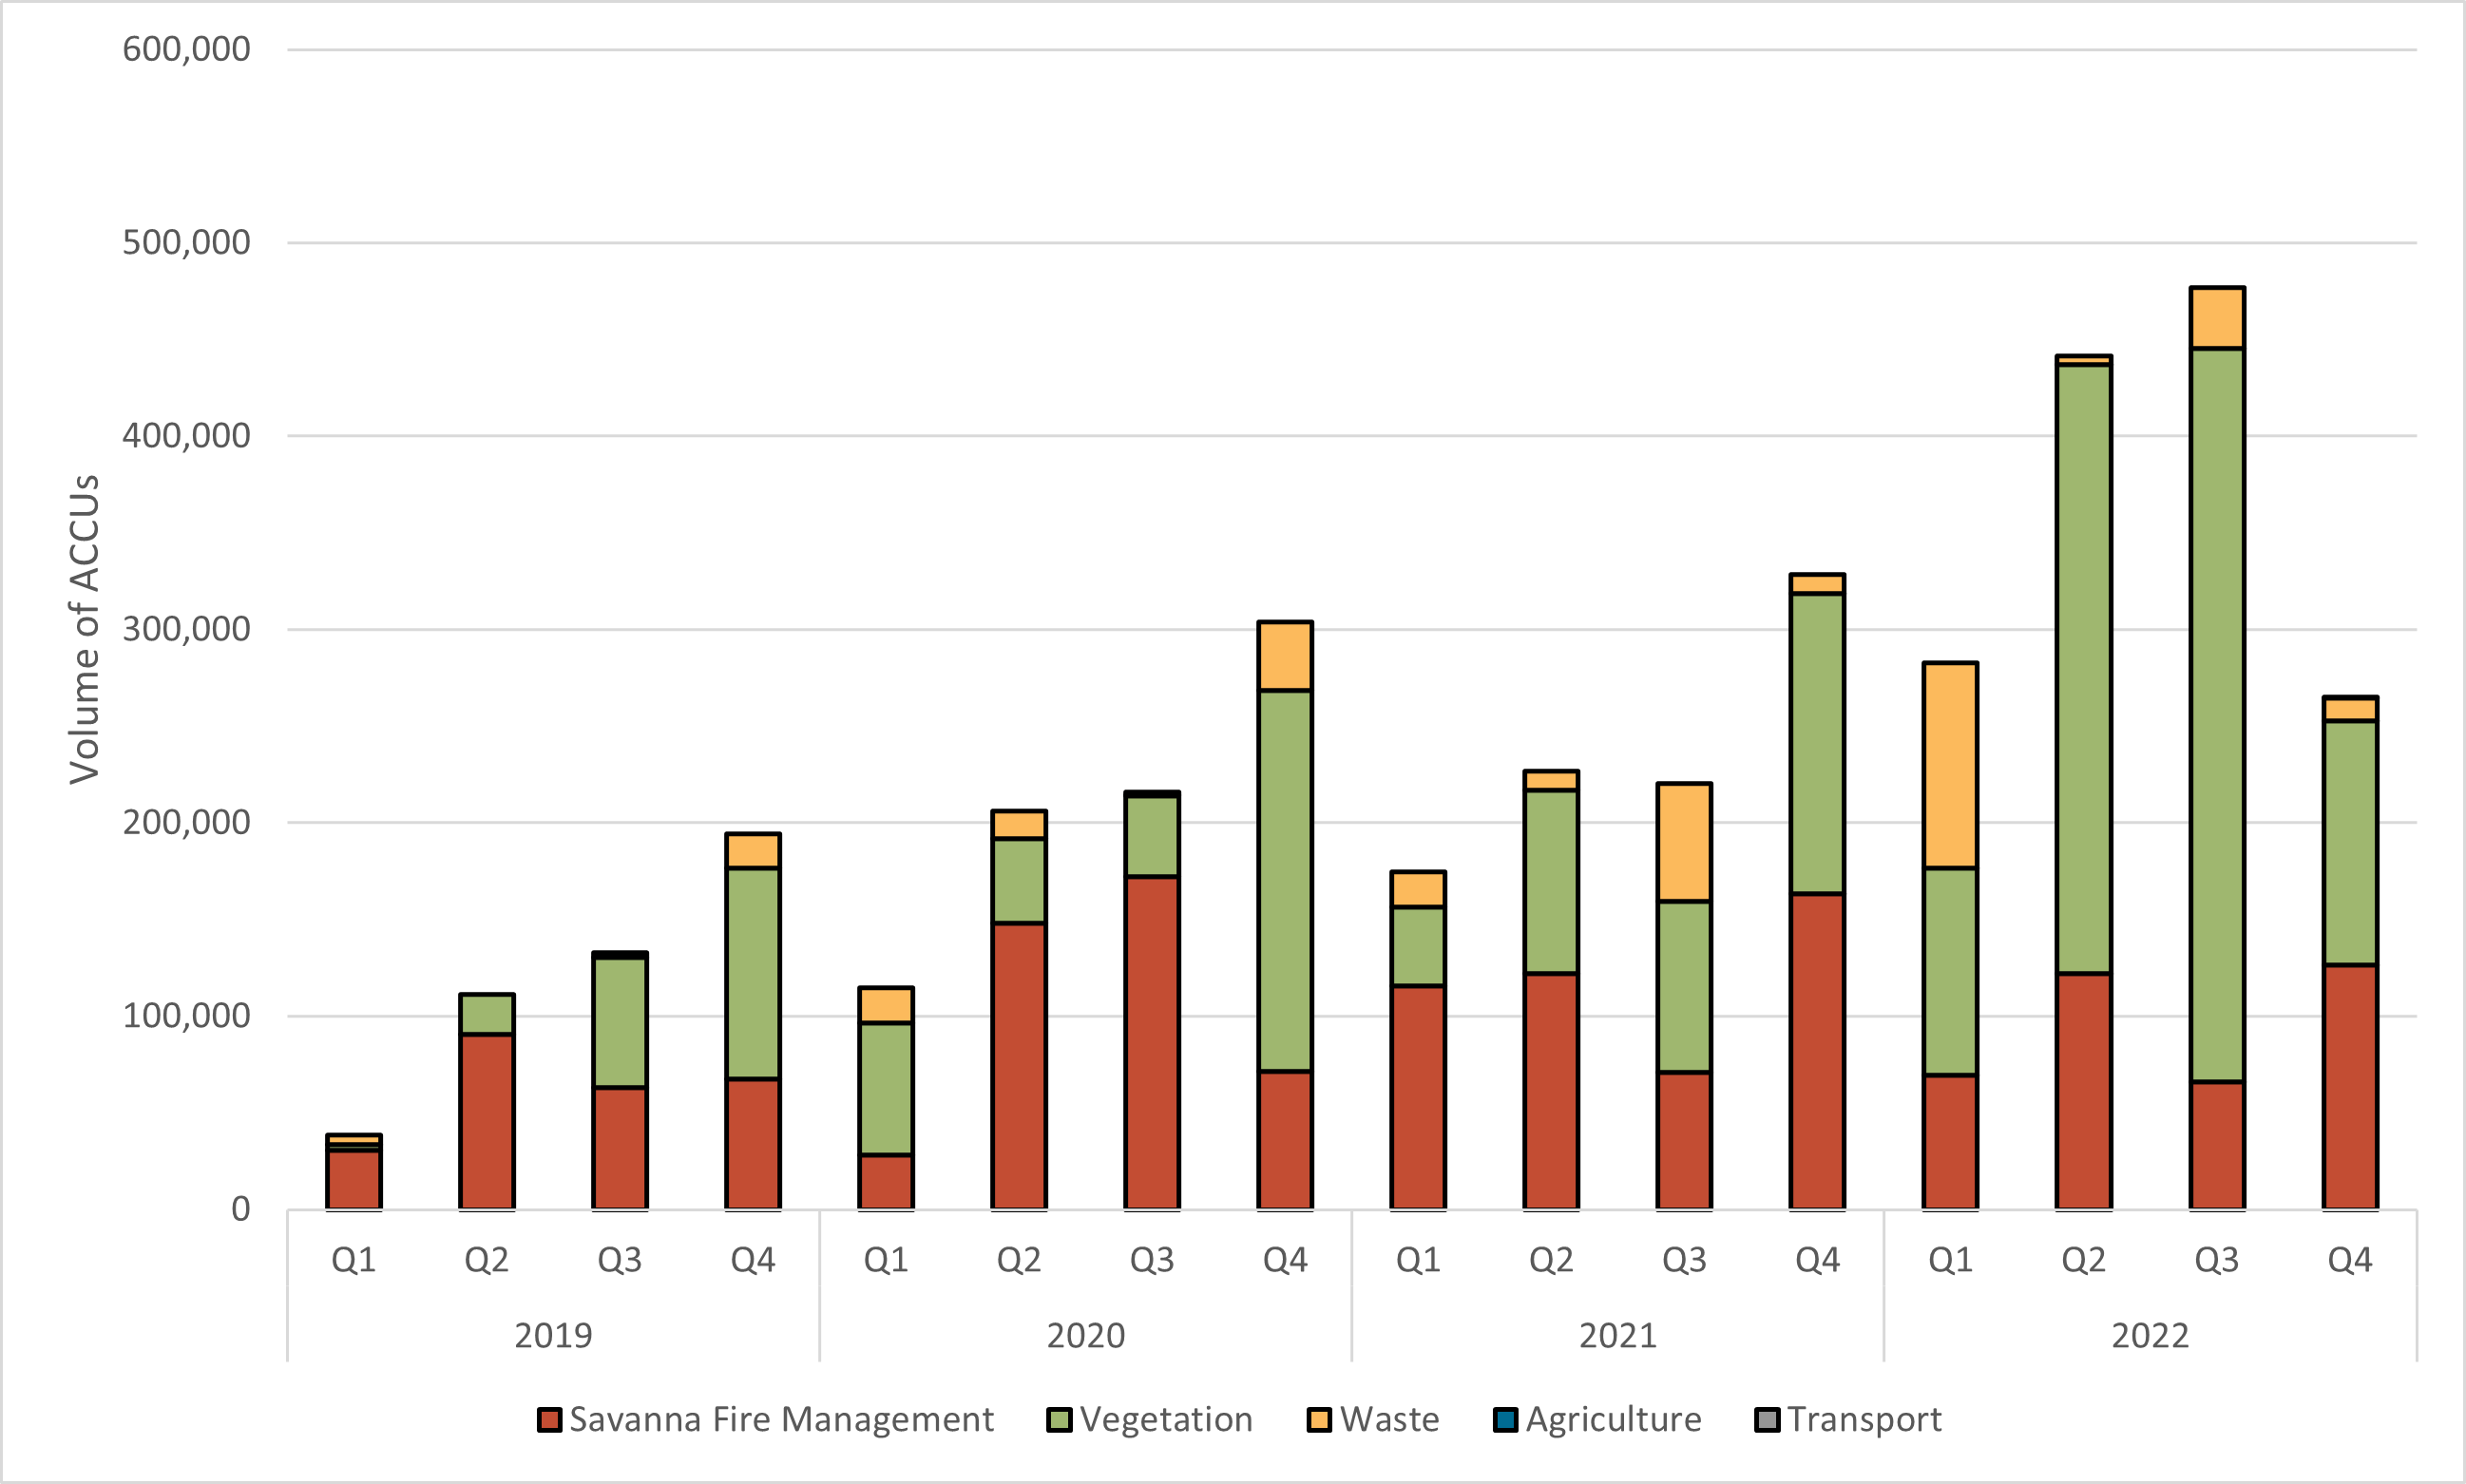 600,000
500,000
400,000
300,000
200,000
100,000
0
Volume of ACCUs
Q1 Q2 Q3 Q4 Q1 Q2 Q3 Q4 Q1 Q2 Q3 Q4 Q1 Q2 Q3 Q4
2019 2020 2021 2022
Savanna Fire Management Vegetation Waste Agriculture Transport